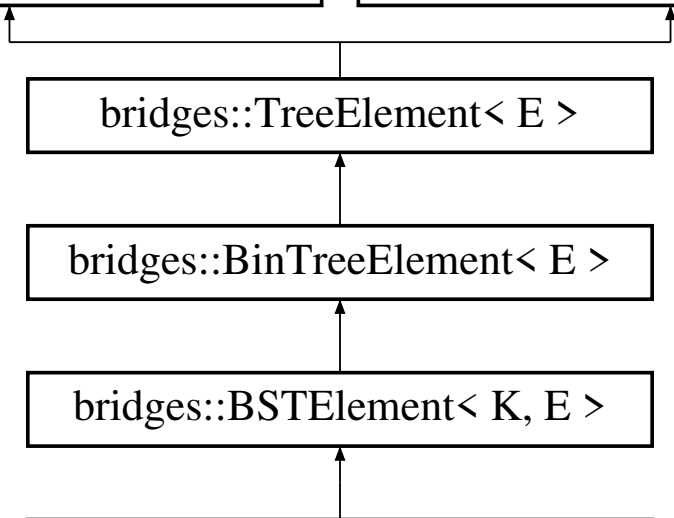 bridges::TreeElement< E >
bridges::BinTreeElement< E >
bridges::BSTElement< K, E >